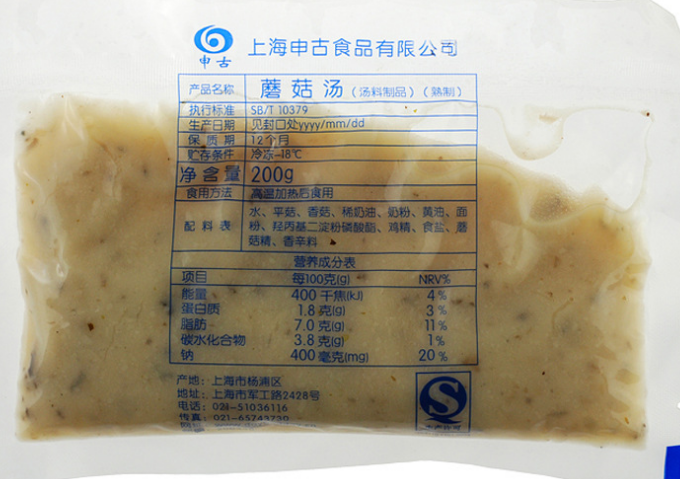 申古
上海申古食品有限公司
产品名称 蘑菇汤（汤料制品）（熟制）
执行标准 SB/T 10379
生产日期 见封口处yyyy/mm/dd
保质期 12个月
贮存条件 冷冻-18℃
净含量 200g
食用方法 高温加热后食用
配料表 水、平菇、香菇、稀奶油、奶粉、黄油、面
粉、羟丙基二淀粉磷酸酯、鸡精、食盐、蘑
菇精、香辛料
营养成分表
项目 每100克(g) NRV%
能量 400 千焦(kJ) 4%
蛋白质 1.8 克(g) 3%
脂肪 7.0 克(g) 11%
碳水化合物 3.8 克(g) 1%
钠 400 毫克(mg) 20%
产地：上海市杨浦区
地址：上海市军工路2428号
电话：021-51036116
传真：021-65743739